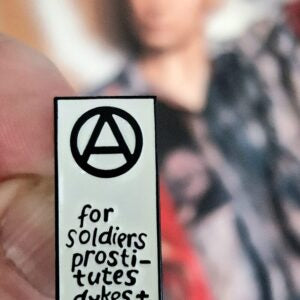 Ⓐ
for
soldiers
prosti-
tutes
dykes +